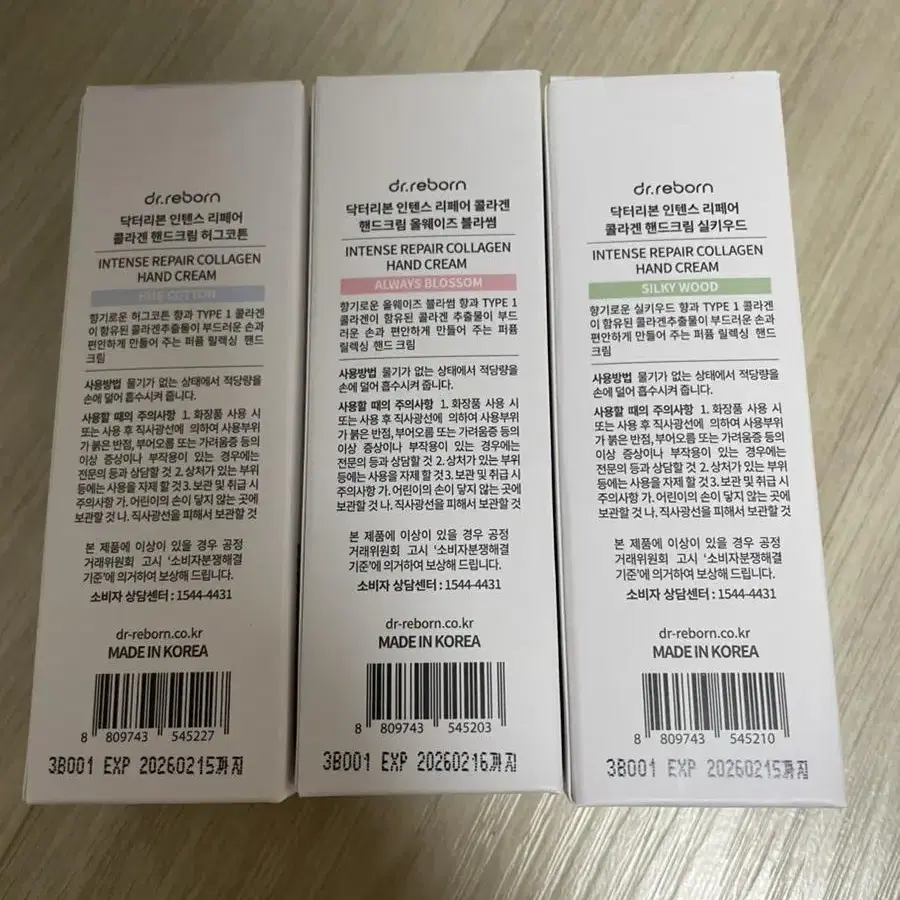 dr.reborn
닥터리본 인텐스 리페어
콜라겐 핸드크림 허그코튼
INTENSE REPAIR COLLAGEN
HAND CREAM
HUG COTTON
향기로운 허그코튼 향과 TYPE 1 콜라겐
이 함유된 콜라겐추출물이 부드러운 손과
편안하게 만들어 주는 퍼퓸 릴렉싱 핸드
크림
사용방법 물기가 없는 상태에서 적당량을
손에 덜어 흡수시켜 줍니다.
사용할 때의 주의사항 1. 화장품 사용 시
또는 사용 후 직사광선에 의하여 사용부위
가 붉은 반점, 부어오름 또는 가려움증 등의
이상 증상이나 부작용이 있는 경우에는
전문의 등과 상담할 것 2. 상처가 있는 부위
등에는 사용을 자제 할 것 3. 보관 및 취급 시
주의사항 가. 어린이의 손이 닿지 않는 곳에
보관할 것 나. 직사광선을 피해서 보관할 것
본 제품에 이상이 있을 경우 공정
거래위원회 고시 '소비자분쟁해결
기준'에 의거하여 보상해 드립니다.
소비자 상담센터 : 1544-4431
dr-reborn.co.kr
MADE IN KOREA
8 809743 545227
3B001 EXP 20260215까지
dr.reborn
닥터리본 인텐스 리페어 콜라겐
핸드크림 올웨이즈 블라썸
INTENSE REPAIR COLLAGEN
HAND CREAM
ALWAYS BLOSSOM
향기로운 올웨이즈 블라썸 향과 TYPE 1
콜라겐이 함유된 콜라겐 추출물이 부드
러운 손과 편안하게 만들어 주는 퍼퓸
릴렉싱 핸드 크림
사용방법 물기가 없는 상태에서 적당량을
손에 덜어 흡수시켜 줍니다.
사용할 때의 주의사항 1. 화장품 사용 시
또는 사용 후 직사광선에 의하여 사용부위
가 붉은 반점, 부어오름 또는 가려움증 등의
이상 증상이나 부작용이 있는 경우에는
전문의 등과 상담할 것 2. 상처가 있는 부위
등에는 사용을 자제 할 것 3. 보관 및 취급 시
주의사항 가. 어린이의 손이 닿지 않는 곳에
보관할 것 나. 직사광선을 피해서 보관할 것
본 제품에 이상이 있을 경우 공정
거래위원회 고시 '소비자분쟁해결
기준'에 의거하여 보상해 드립니다.
소비자 상담센터 : 1544-4431
dr-reborn.co.kr
MADE IN KOREA
8 809743 545203
3B001 EXP 20260216까지
dr.reborn
닥터리본 인텐스 리페어
콜라겐 핸드크림 실키우드
INTENSE REPAIR COLLAGEN
HAND CREAM
SILKY WOOD
향기로운 실키우드 향과 TYPE 1 콜라겐
이 함유된 콜라겐추출물이 부드러운 손과
편안하게 만들어 주는 퍼퓸 릴렉싱 핸드
크림
사용방법 물기가 없는 상태에서 적당량을
손에 덜어 흡수시켜 줍니다.
사용할 때의 주의사항 1. 화장품 사용 시
또는 사용 후 직사광선에 의하여 사용부위
가 붉은 반점, 부어오름 또는 가려움증 등의
이상 증상이나 부작용이 있는 경우에는
전문의 등과 상담할 것 2. 상처가 있는 부위
등에는 사용을 자제 할 것 3. 보관 및 취급 시
주의사항 가. 어린이의 손이 닿지 않는 곳에
보관할 것 나. 직사광선을 피해서 보관할 것
본 제품에 이상이 있을 경우 공정
거래위원회 고시 '소비자분쟁해결
기준'에 의거하여 보상해 드립니다.
소비자 상담센터 : 1544-4431
dr-reborn.co.kr
MADE IN KOREA
8 809743 545210
3B001 EXP 20260215까지